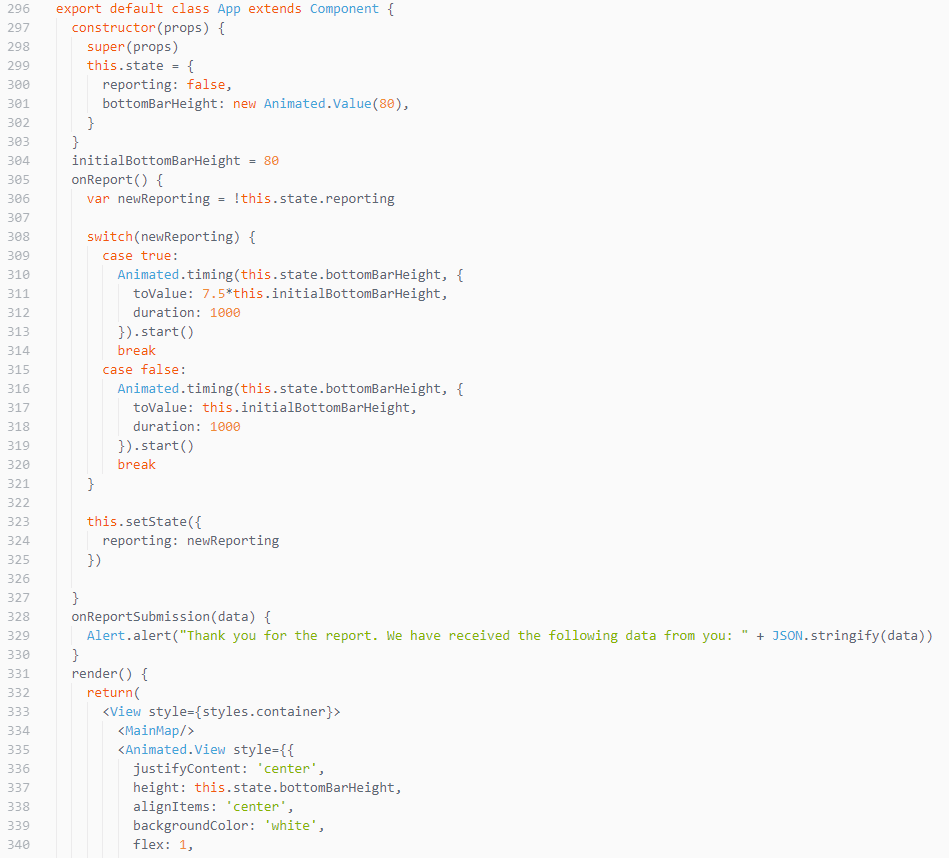 296 export default class App extends Component {
297 constructor(props) {
298 super(props)
299 this.state = {
300 reporting: false,
301 bottomBarHeight: new Animated.Value(80),
302 }
303 }
304 initialBottomBarHeight = 80
305 onReport() {
306 var newReporting = !this.state.reporting
307
308 switch(newReporting) {
309 case true:
310 Animated.timing(this.state.bottomBarHeight, {
311 toValue: 7.5*this.initialBottomBarHeight,
312 duration: 1000
313 }).start()
314 break
315 case false:
316 Animated.timing(this.state.bottomBarHeight, {
317 toValue: this.initialBottomBarHeight,
318 duration: 1000
319 }).start()
320 break
321 }
322
323 this.setState({
324 reporting: newReporting
325 })
326
327 }
328 onReportSubmission(data) {
329 Alert.alert("Thank you for the report. We have received the following data from you: " + JSON.stringify(data))
330 }
331 render() {
332 return(
333 <View style={styles.container}>
334 <MainMap/>
335 <Animated.View style={{
336 justifyContent: 'center',
337 height: this.state.bottomBarHeight,
338 alignItems: 'center',
339 backgroundColor: 'white',
340 flex: 1,